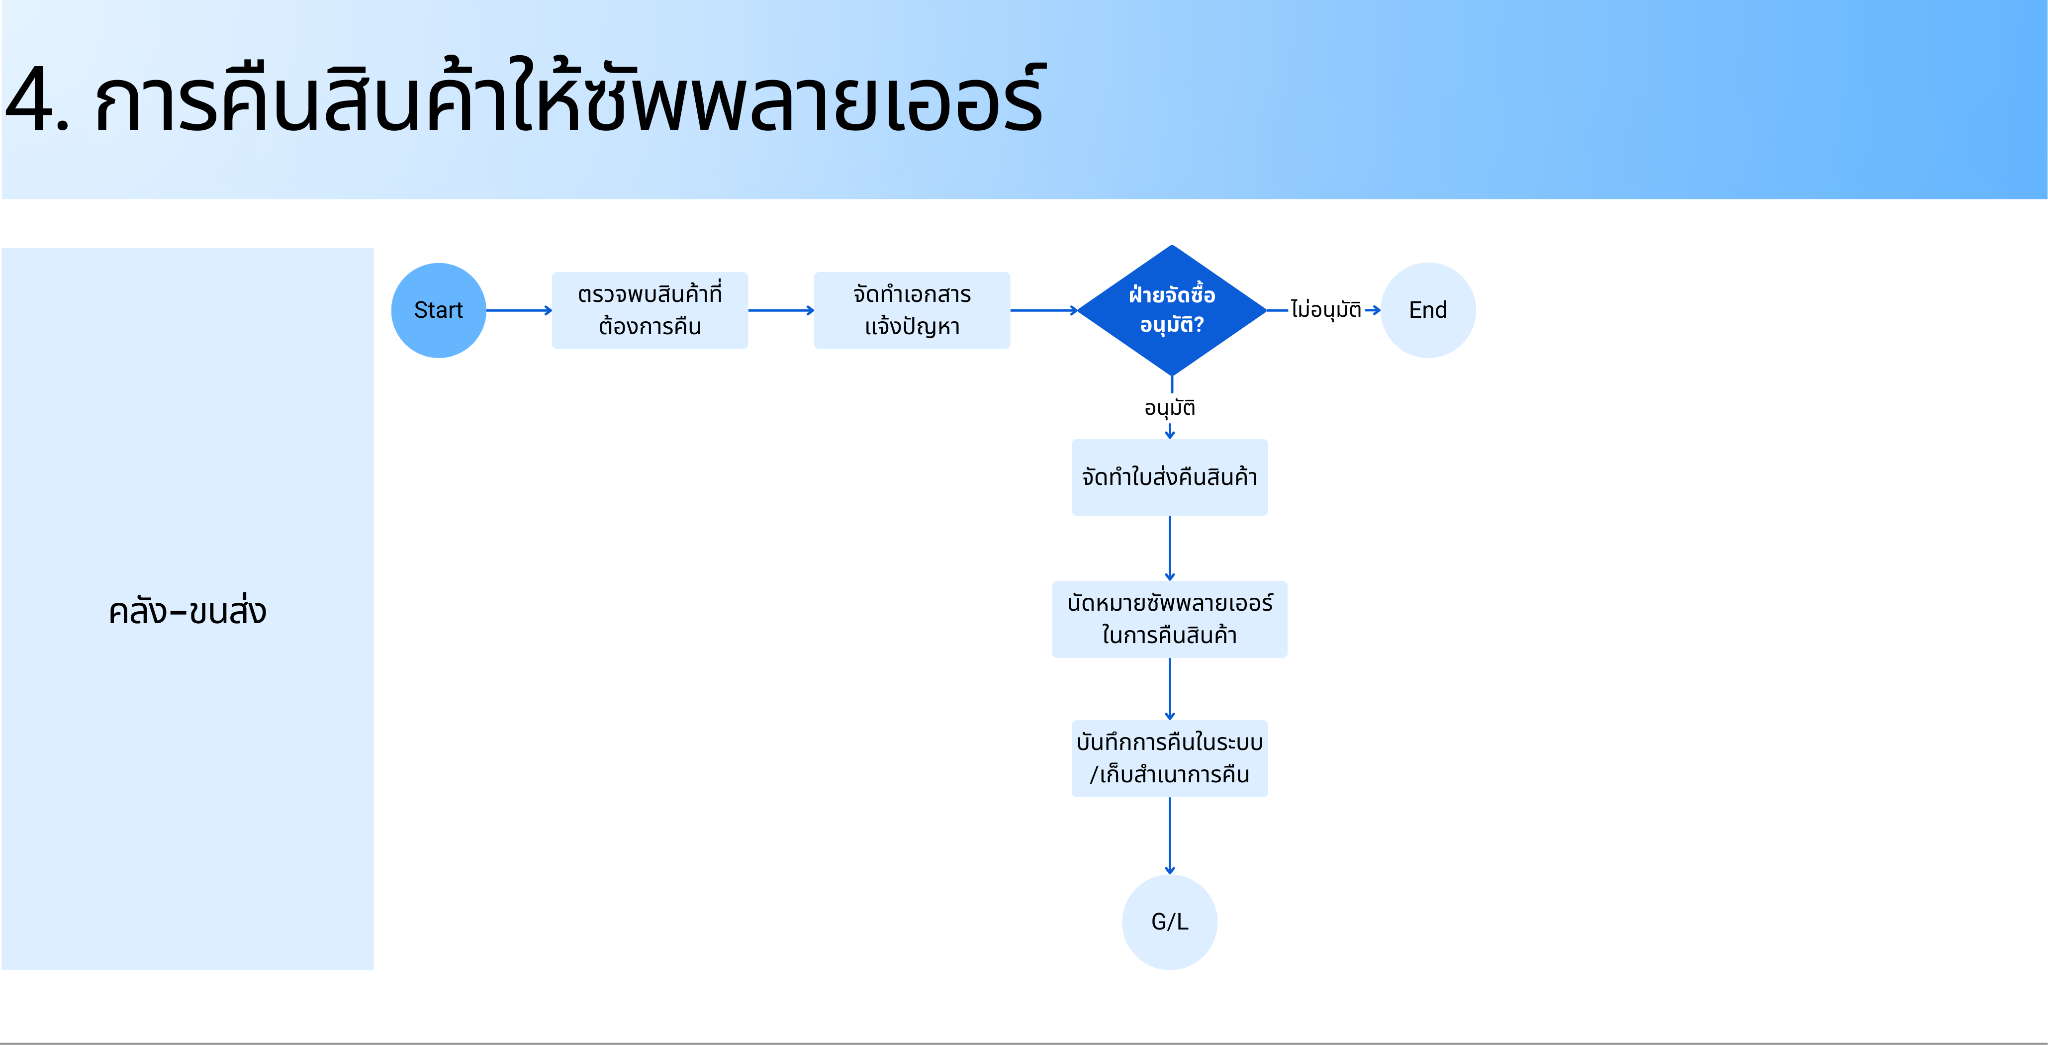 4. การคืนสินค้าให้ซัพพลายเออร์
Start
ตรวจพบสินค้าที่
ต้องการคืน
จัดทำเอกสาร
แจ้งปัญหา
ฝ่ายจัดซื้อ
อนุมัติ?
ไม่อนุมัติ
End
อนุมัติ
จัดทำใบส่งคืนสินค้า
คลัง-ขนส่ง
นัดหมายซัพพลายเออร์
ในการคืนสินค้า
บันทึกการคืนในระบบ
/เก็บสำเนาการคืน
G/L